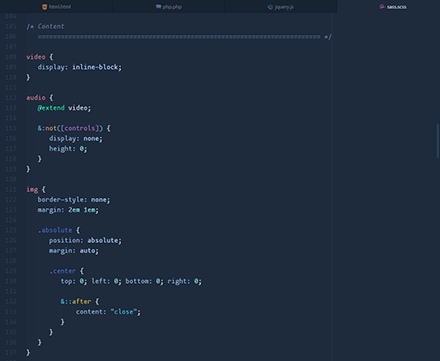 html.html
php.php
jquery.js
sass.scss
104
105 /* Content
106 ========================================================================== */
107
108 video {
109 display: inline-block;
110 }
111
112 audio {
113 @extend video;
114
115 &:not([controls]) {
116 display: none;
117 height: 0;
118 }
119 }
120
121 img {
122 border-style: none;
123 margin: 2em 1em;
124
125 .absolute {
126 position: absolute;
127 margin: auto;
128
129 .center {
130 top: 0; left: 0; bottom: 0; right: 0;
131
132 &::after {
133 content: "close";
134 }
135 }
136 }
137 }